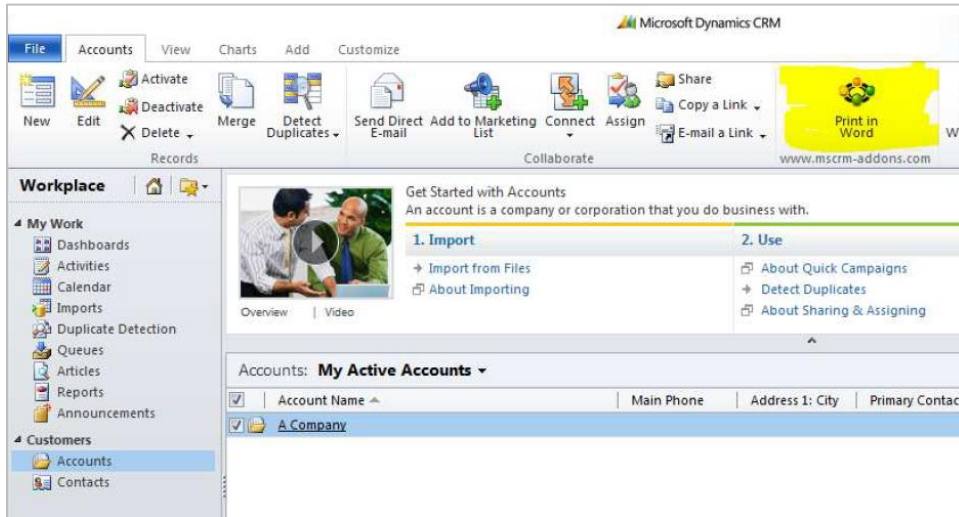 Microsoft Dynamics CRM
File Accounts View Charts Add Customize
New
Edit
Activate
Deactivate
Delete
Merge
Detect
Duplicates
Send Direct
E-mail
Add to Marketing
List
Connect
Assign
Share
Copy a Link
E-mail a Link
Print in
Word
W
Records
Collaborate
www.mscrm-addons.com
Workplace
My Work
Dashboards
Activities
Calendar
Imports
Duplicate Detection
Queues
Articles
Reports
Announcements
Customers
Accounts
Contacts
Get Started with Accounts
An account is a company or corporation that you do business with.
1. Import
Import from Files
About Importing
2. Use
About Quick Campaigns
Detect Duplicates
About Sharing & Assigning
Overview | Video
Accounts: My Active Accounts
Account Name Main Phone Address 1: City Primary Contac
A Company